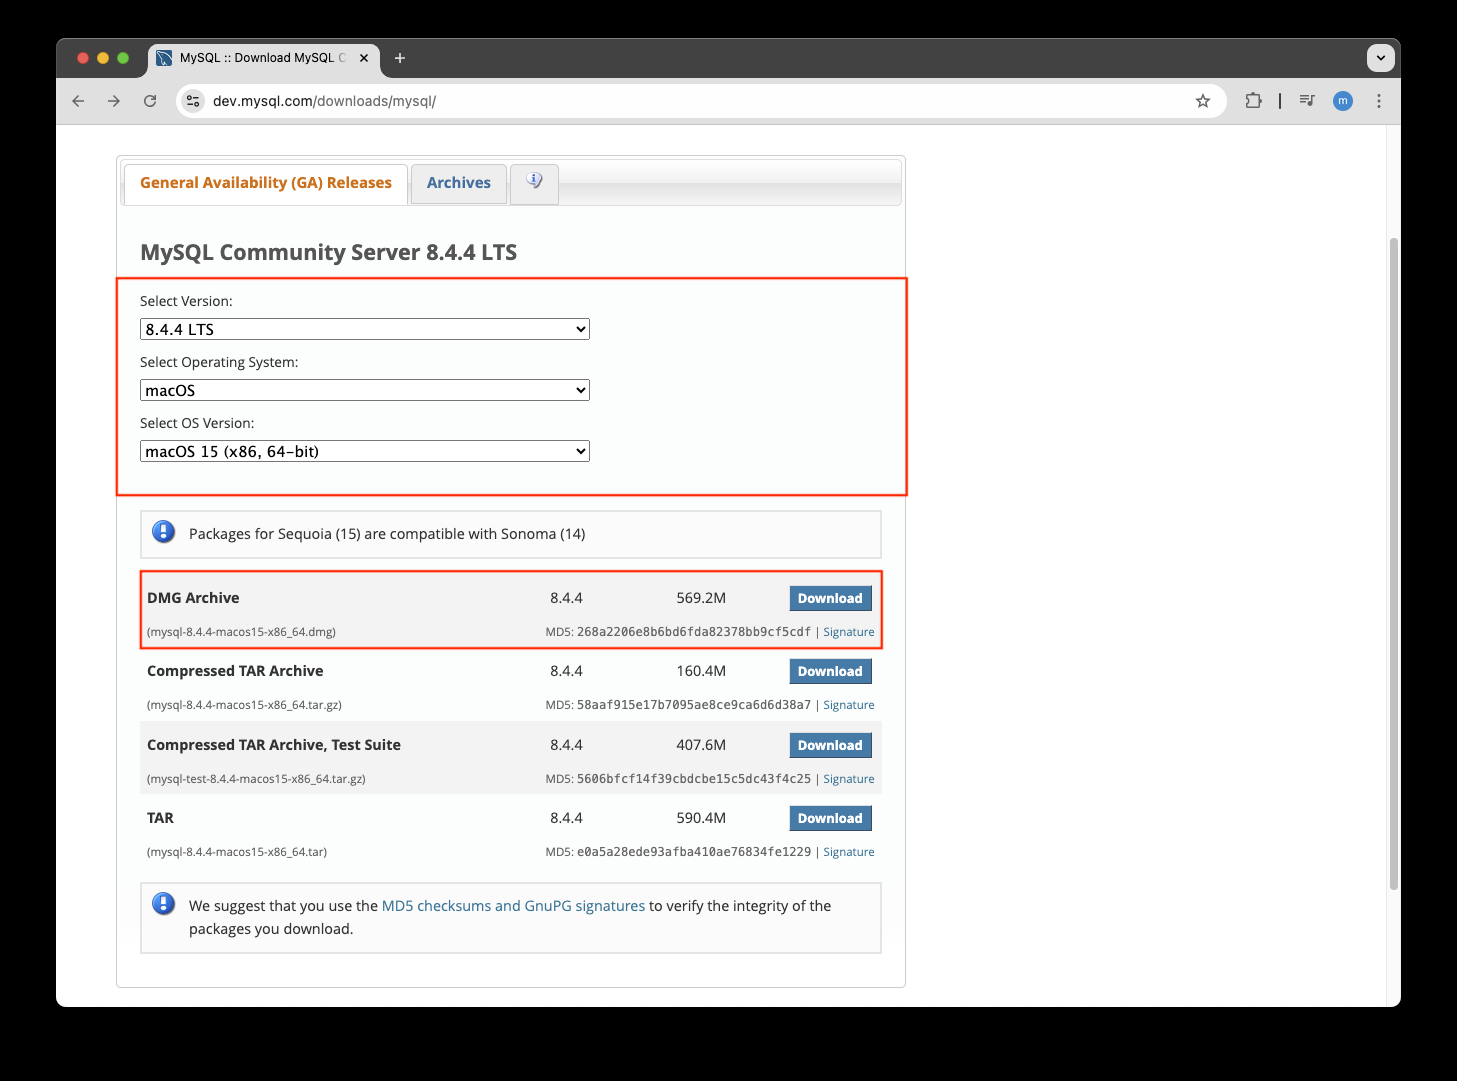 MySQL :: Download MySQL C
dev.mysql.com/downloads/mysql/
m
General Availability (GA) Releases
Archives
MySQL Community Server 8.4.4 LTS
Select Version:
8.4.4 LTS
Select Operating System:
macOS
Select OS Version:
macOS 15 (x86, 64-bit)
Packages for Sequoia (15) are compatible with Sonoma (14)
DMG Archive 8.4.4 569.2M Download
(mysql-8.4.4-macos15-x86_64.dmg) MD5: 268a2206e8b6bd6fda82378bb9cf5cdf | Signature
Compressed TAR Archive 8.4.4 160.4M Download
(mysql-8.4.4-macos15-x86_64.tar.gz) MD5: 58aaf915e17b7095ae8ce9ca6d6d38a7 | Signature
Compressed TAR Archive, Test Suite 8.4.4 407.6M Download
(mysql-test-8.4.4-macos15-x86_64.tar.gz) MD5: 5606bfcf14f39cbdcbe15c5dc43f4c25 | Signature
TAR 8.4.4 590.4M Download
(mysql-8.4.4-macos15-x86_64.tar) MD5: e0a5a28ede93afba410ae76834fe1229 | Signature
We suggest that you use the MD5 checksums and GnuPG signatures to verify the integrity of the
packages you download.